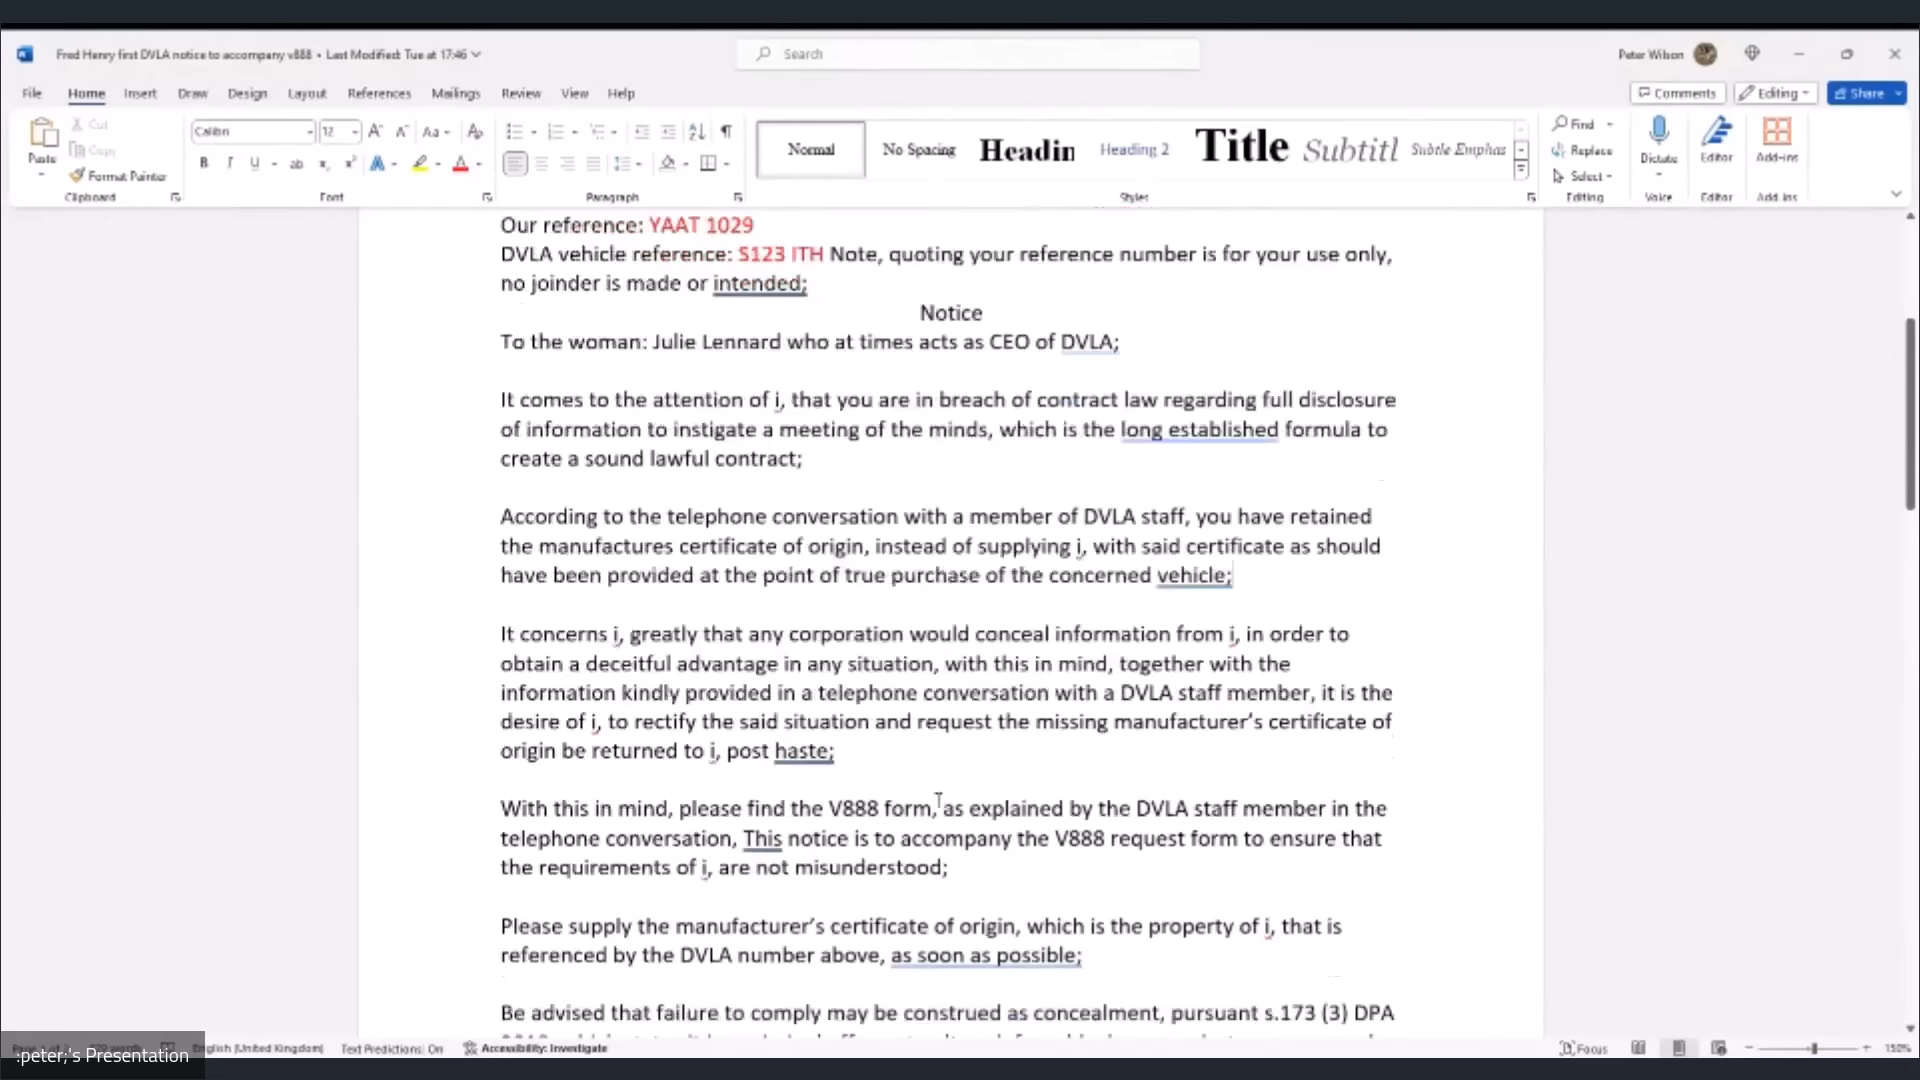 Fred Henry first DVLA notice to accompany v888 • Last Modified: Tue at 17:46
Search
Peter Wilson
File Home Insert Draw Design Layout References Mailings Review View Help
Comments Editing Share
Paste
Cut
Copy
Format Painter
Clipboard
Calibri 12
Font
Paragraph
Normal No Spacing Headin Heading 2 Title Subtitl Subtle Emphas
Styles
Find
Replace
Select
Editing
Dictate
Voice
Editor
Editor
Add-ins
Add-ins
Our reference: YAAT 1029
DVLA vehicle reference: S123 ITH Note, quoting your reference number is for your use only,
no joinder is made or intended;
Notice
To the woman: Julie Lennard who at times acts as CEO of DVLA;
It comes to the attention of i, that you are in breach of contract law regarding full disclosure
of information to instigate a meeting of the minds, which is the long established formula to
create a sound lawful contract;
According to the telephone conversation with a member of DVLA staff, you have retained
the manufactures certificate of origin, instead of supplying i, with said certificate as should
have been provided at the point of true purchase of the concerned vehicle;
It concerns i, greatly that any corporation would conceal information from i, in order to
obtain a deceitful advantage in any situation, with this in mind, together with the
information kindly provided in a telephone conversation with a DVLA staff member, it is the
desire of i, to rectify the said situation and request the missing manufacturer's certificate of
origin be returned to i, post haste;
With this in mind, please find the V888 form, as explained by the DVLA staff member in the
telephone conversation, This notice is to accompany the V888 request form to ensure that
the requirements of i, are not misunderstood;
Please supply the manufacturer's certificate of origin, which is the property of i, that is
referenced by the DVLA number above, as soon as possible;
Be advised that failure to comply may be construed as concealment, pursuant s.173 (3) DPA
English (United Kingdom) Text Predictions: On Accessibility: Investigate
Focus
150%
:peter;'s Presentation